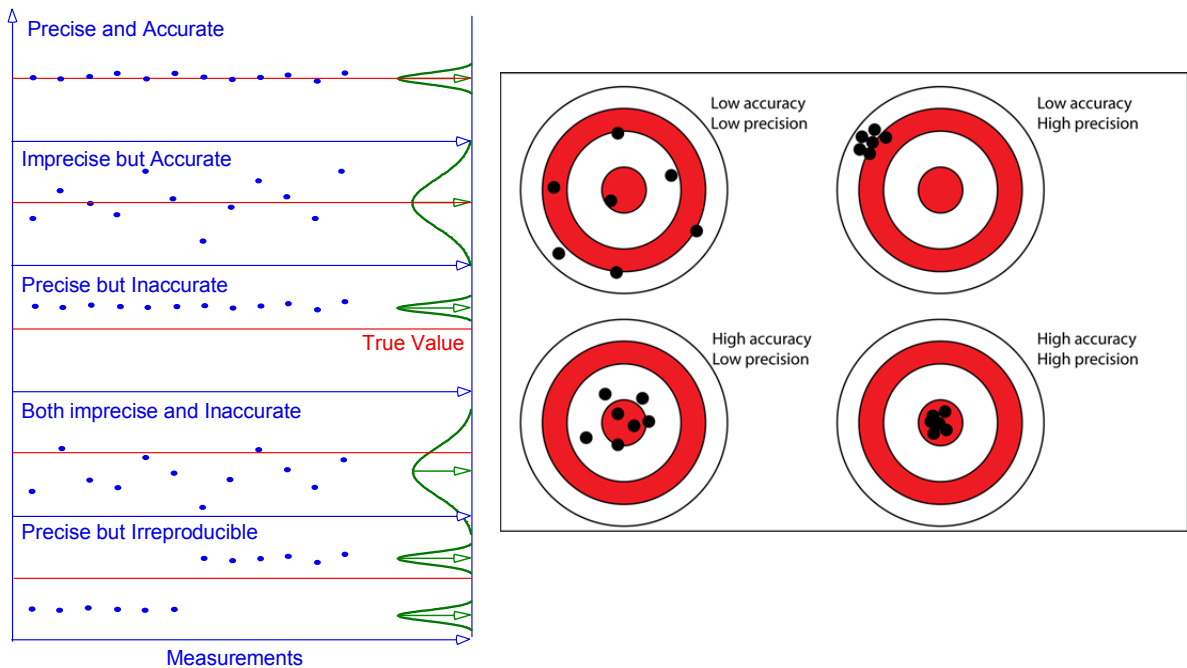 Precise and Accurate
Imprecise but Accurate
Precise but Inaccurate
True Value
Both imprecise and Inaccurate
Precise but Irreproducible
Measurements
Low accuracy
Low precision
Low accuracy
High precision
High accuracy
Low precision
High accuracy
High precision